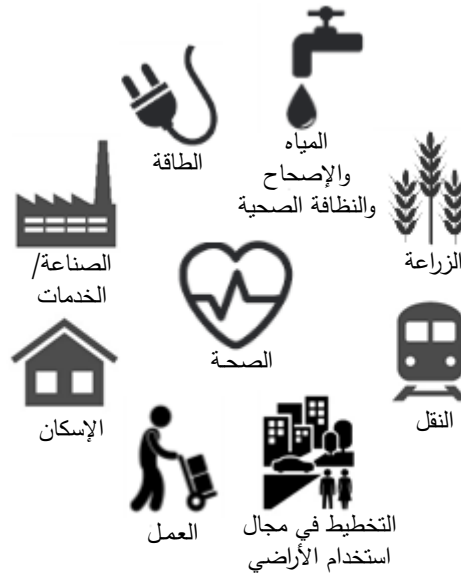 الطاقة
المياه
والإصحاح
والنظافة الصحية
الزراعة
الصناعة/
الخدمات
الصحة
النقل
الإسكان
العمل
التخطيط في مجال
استخدام الأراضي